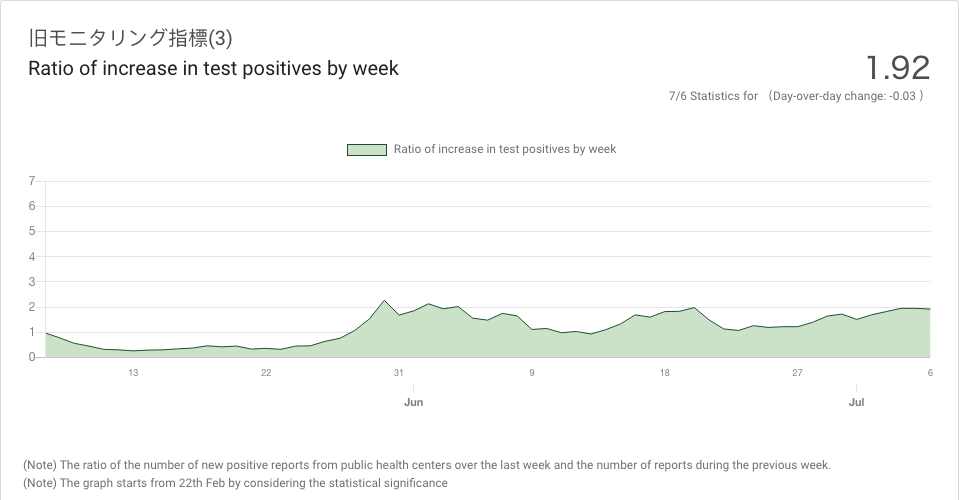 旧モニタリング指標(3)
Ratio of increase in test positives by week
1.92
7/6 Statistics for （Day-over-day change: -0.03 ）
Ratio of increase in test positives by week
7
6
5
4
3
2
1
0
13 22 31 9 18 27 6
Jun Jul
(Note) The ratio of the number of new positive reports from public health centers over the last week and the number of reports during the previous week.
(Note) The graph starts from 22th Feb by considering the statistical significance